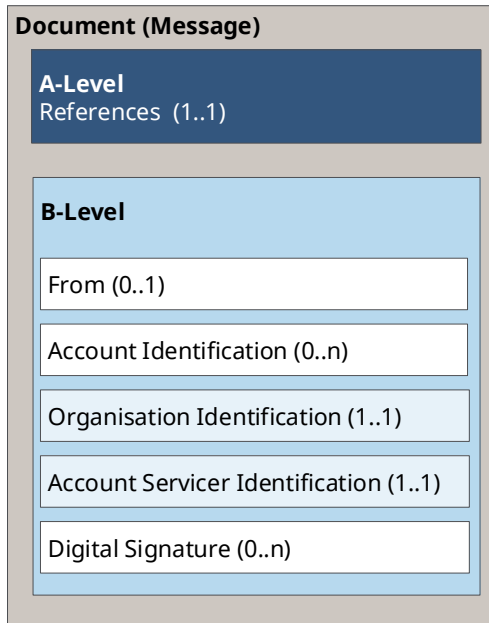 Document (Message)
A-Level
References (1..1)
B-Level
From (0..1)
Account Identification (0..n)
Organisation Identification (1..1)
Account Servicer Identification (1..1)
Digital Signature (0..n)